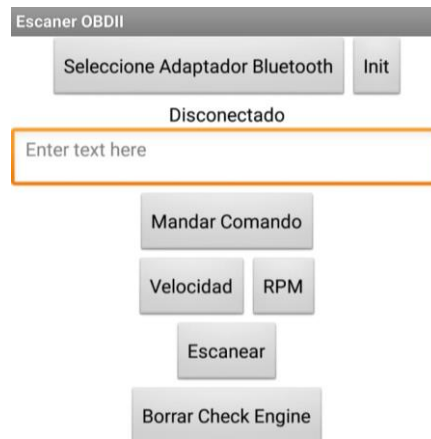 Escaner OBDII
Seleccione Adaptador Bluetooth Init
Disconectado
Enter text here
Mandar Comando
Velocidad RPM
Escanear
Borrar Check Engine